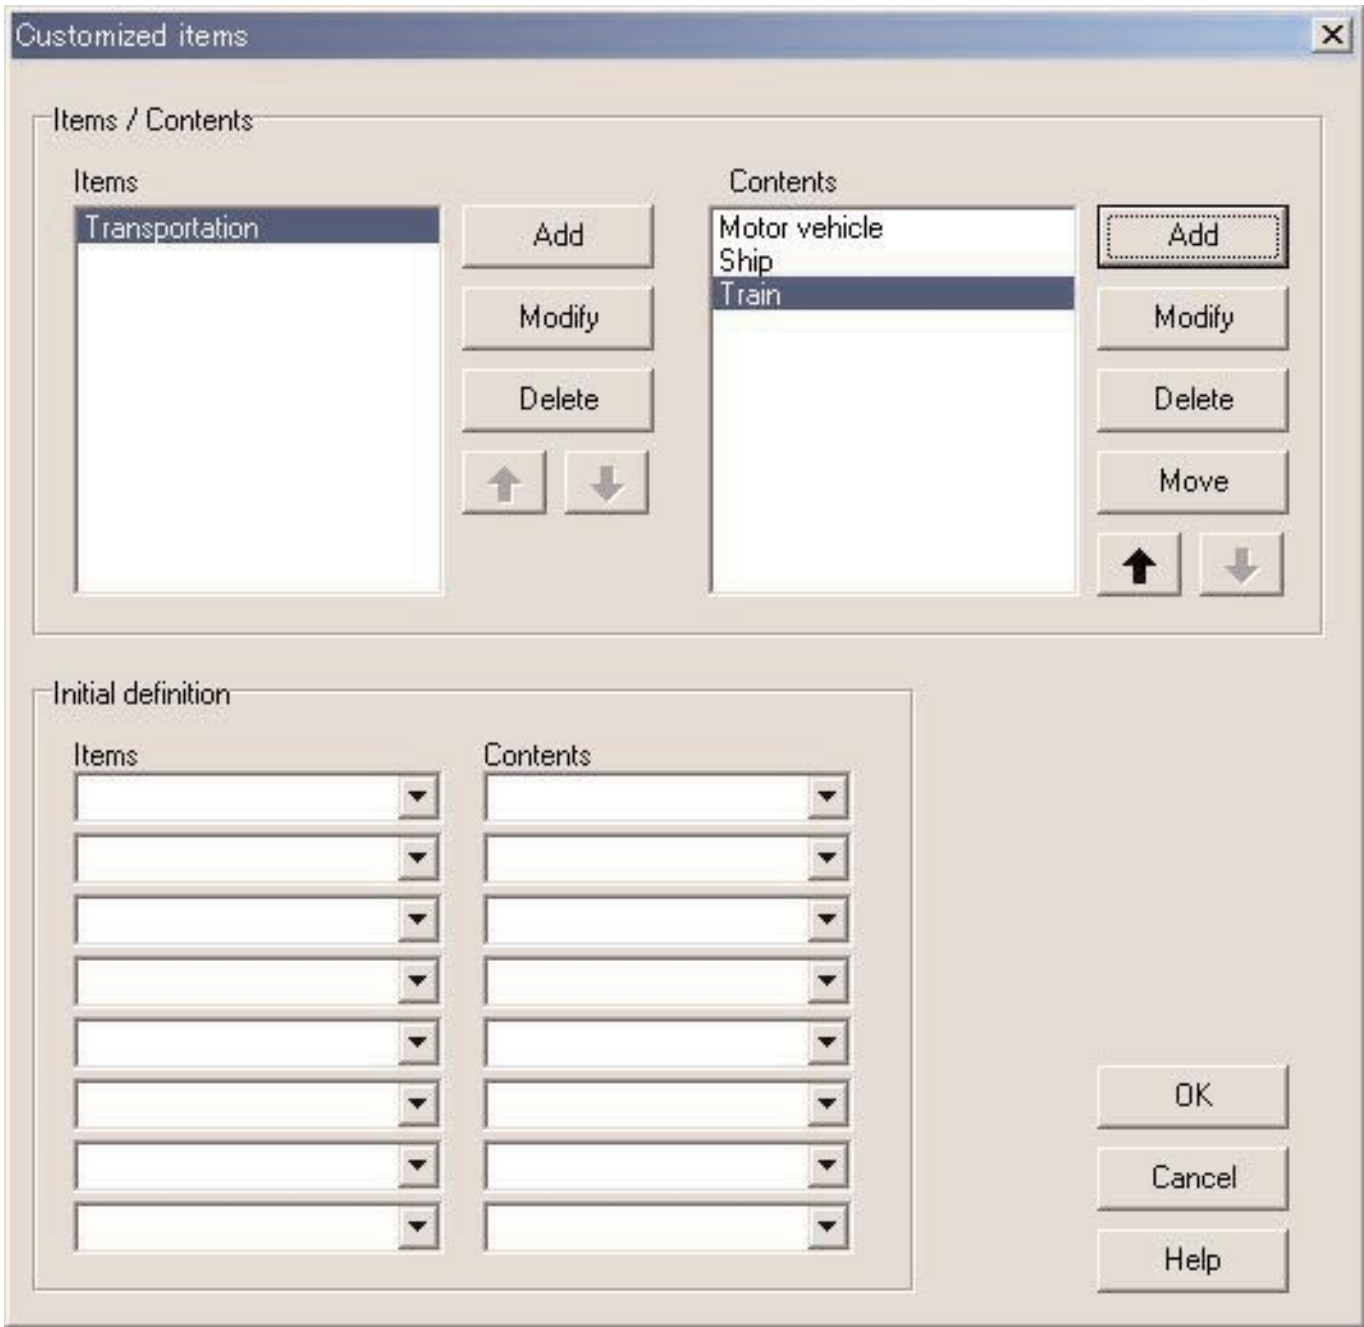 Customized items
Items / Contents
Items
Contents
Transportation
Add
Modify
Delete
Motor vehicle
Ship
Train
Add
Modify
Delete
Move
Initial definition
Items
Contents
OK
Cancel
Help